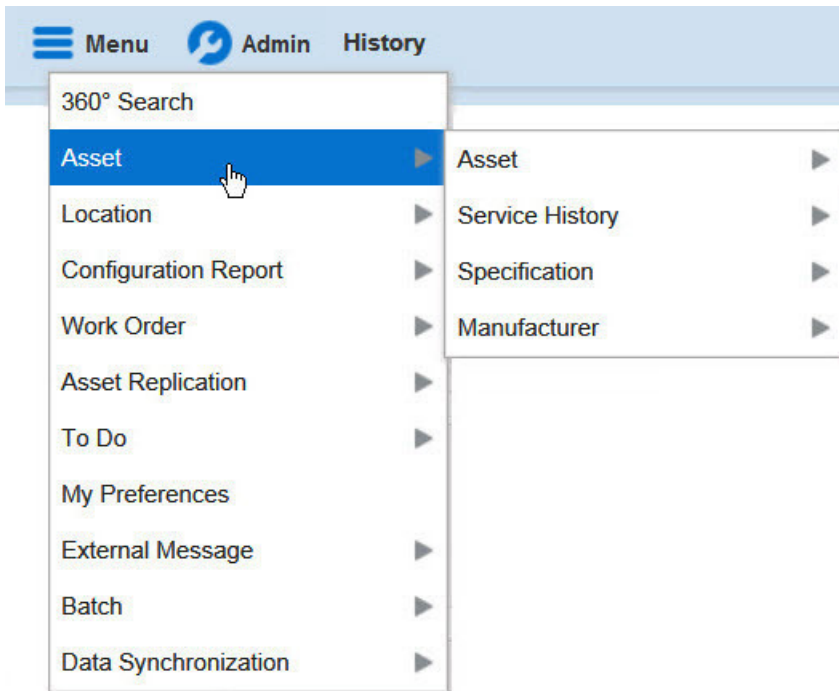 Menu Admin History
360° Search
Asset
Location
Configuration Report
Work Order
Asset Replication
To Do
My Preferences
External Message
Batch
Data Synchronization
Asset
Service History
Specification
Manufacturer